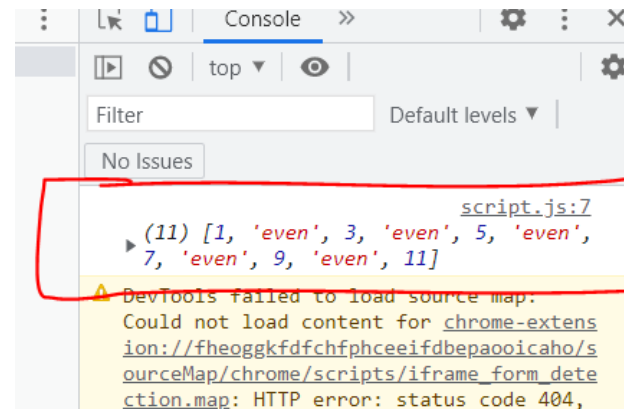 Console
top
Filter Default levels
No Issues
script.js:7
(11) [1, 'even', 3, 'even', 5, 'even',
7, 'even', 9, 'even', 11]
DevTools failed to load source map:
Could not load content for chrome-extens
ion://fheoggkfdfchfphceeifdbepaooicaho/s
ourceMap/chrome/scripts/iframe_form_dete
ction.map: HTTP error: status code 404,